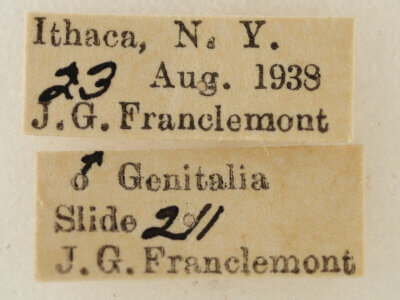 Ithaca, N. Y.
23 Aug. 1938
J.G. Franclemont
♂ Genitalia
Slide 211
J.G. Franclemont